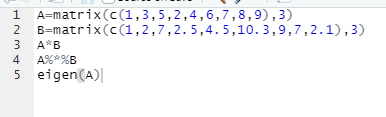 1 A=matrix(c(1,3,5,2,4,6,7,8,9),3)
2 B=matrix(c(1,2,7,2.5,4.5,10.3,9,7,2.1),3)
3 A*B
4 A%*%B
5 eigen(A)